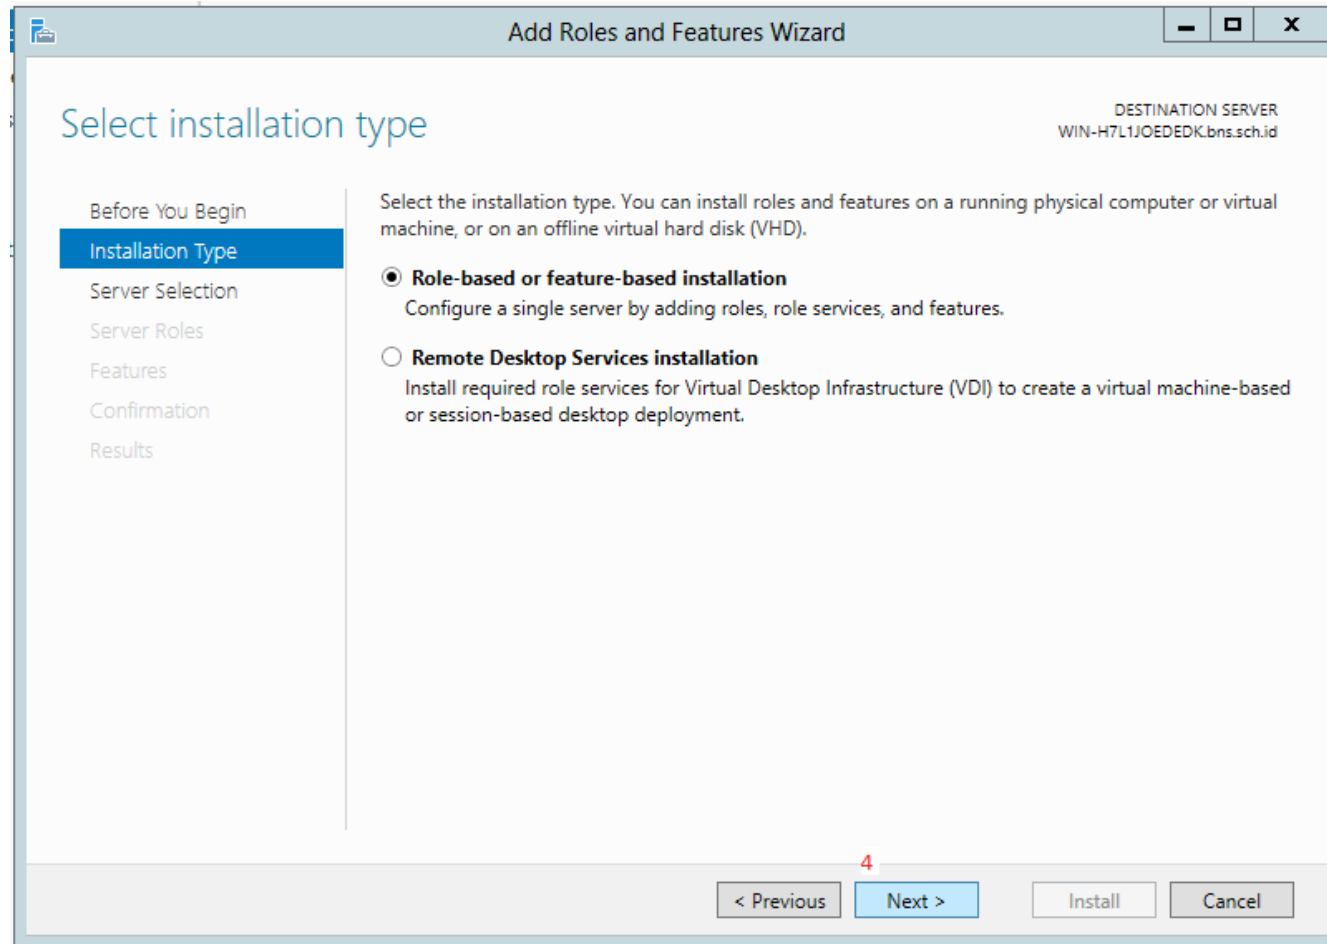 Add Roles and Features Wizard
Select installation type
DESTINATION SERVER
WIN-H7L1JOEDEDK.bns.sch.id
Before You Begin
Installation Type
Server Selection
Server Roles
Features
Confirmation
Results
Select the installation type. You can install roles and features on a running physical computer or virtual
machine, or on an offline virtual hard disk (VHD).
Role-based or feature-based installation
Configure a single server by adding roles, role services, and features.
Remote Desktop Services installation
Install required role services for Virtual Desktop Infrastructure (VDI) to create a virtual machine-based
or session-based desktop deployment.
4
< Previous
Next >
Install
Cancel